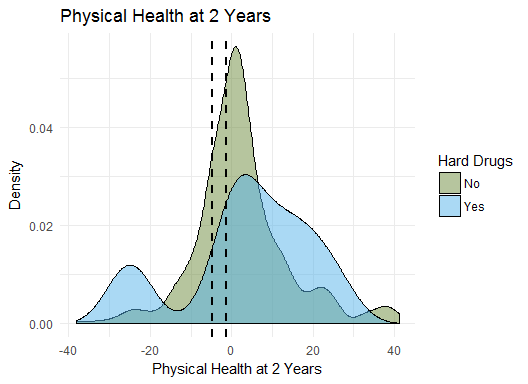 Physical Health at 2 Years
Density
0.04
0.02
0.00
-40 -20 0 20 40
Physical Health at 2 Years
Hard Drugs
No
Yes